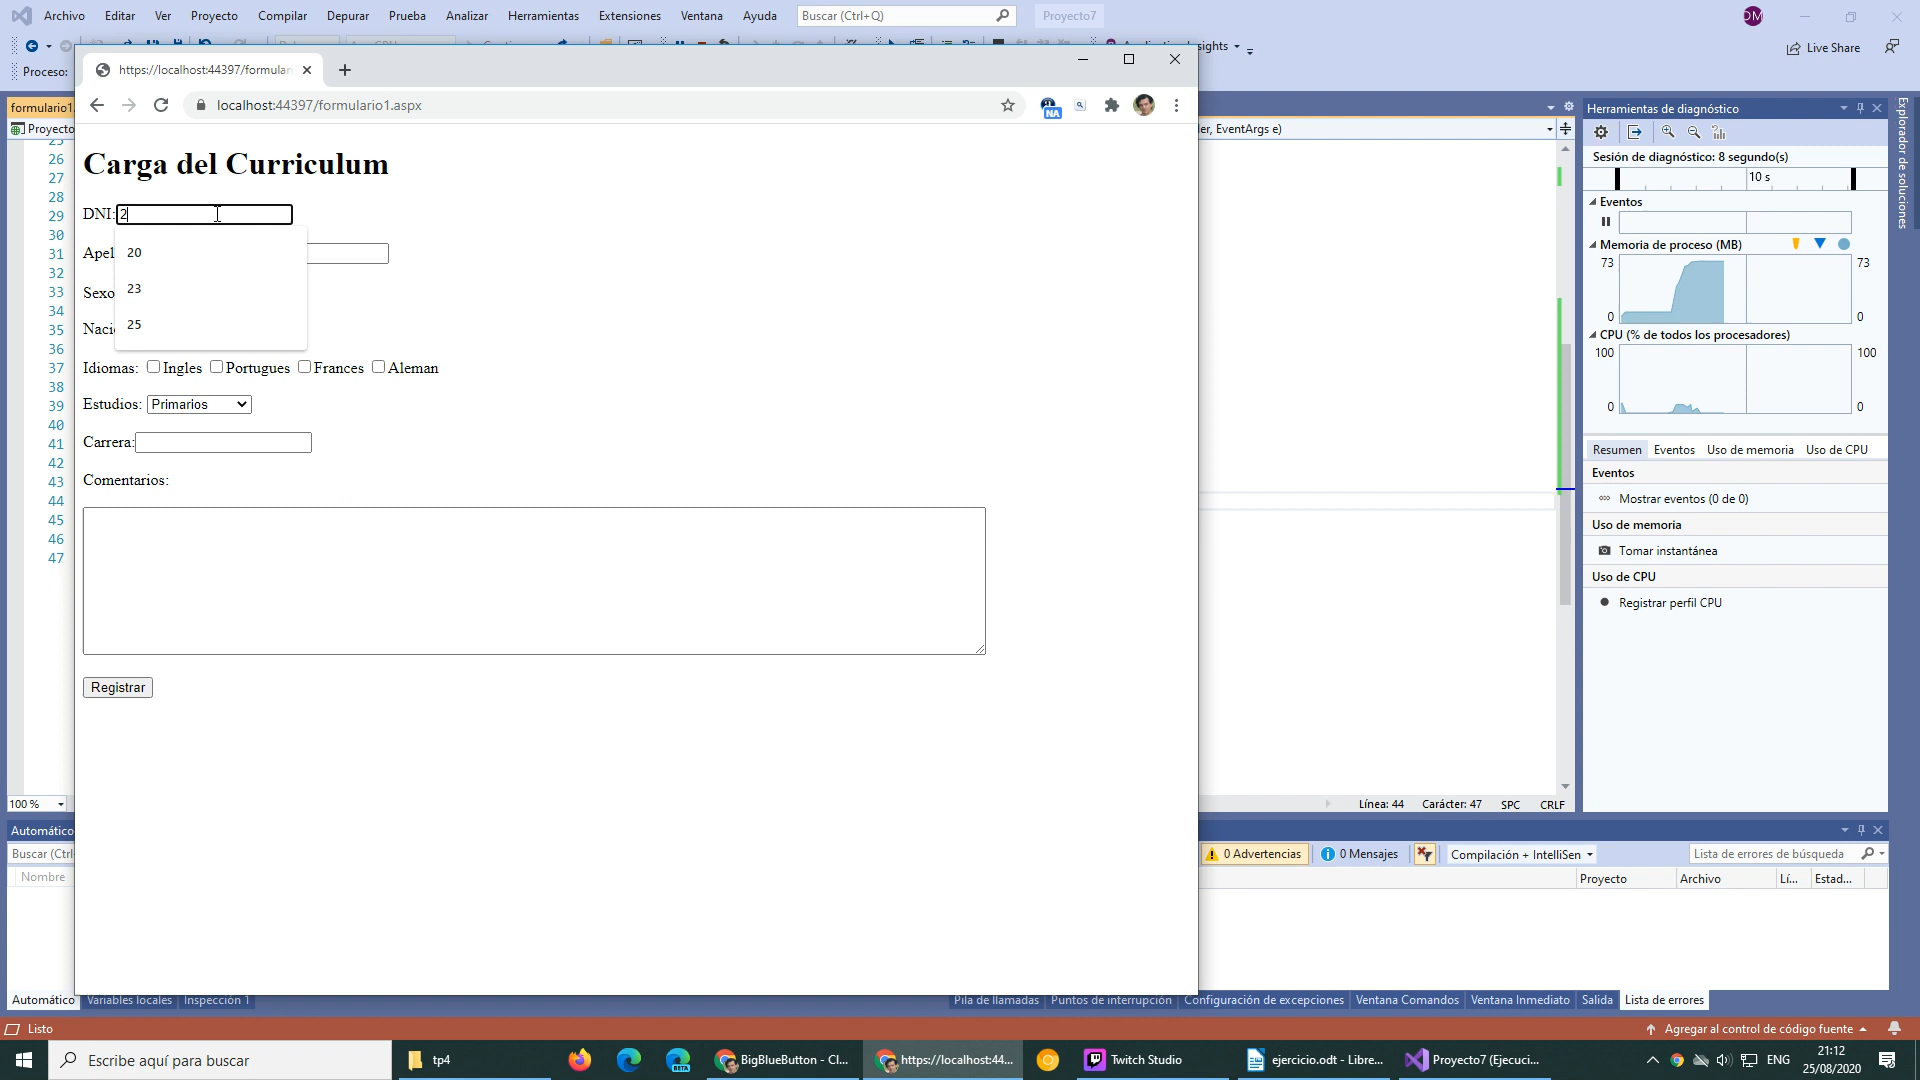 Archivo Editar Ver Proyecto Compilar Depurar Prueba Analizar Herramientas Extensiones Ventana Ayuda Buscar (Ctrl+Q) Proyecto7 DM
Live Share
Proceso:
https://localhost:44397/formular
localhost:44397/formulario1.aspx
NA
formulario1.
Proyecto
er, EventArgs e)
Carga del Curriculum
DNI: 2
20
23
25
Apel
Sexo
Naci
Idiomas: Ingles Portugues Frances Aleman
Estudios: Primarios
Carrera:
Comentarios:
Registrar
26
27
28
29
30
31
32
33
34
35
36
37
38
39
40
41
42
43
44
45
46
47
100 %
Línea: 44 Carácter: 47 SPC CRLF
Herramientas de diagnóstico
Sesión de diagnóstico: 8 segundo(s)
10 s
Eventos
Memoria de proceso (MB)
73 73
0 0
CPU (% de todos los procesadores)
100 100
0 0
Resumen Eventos Uso de memoria Uso de CPU
Eventos
Mostrar eventos (0 de 0)
Uso de memoria
Tomar instantánea
Uso de CPU
Registrar perfil CPU
Explorador de soluciones
Automático
Buscar (Ctrl
Nombre
0 Advertencias 0 Mensajes Compilación + IntelliSen Lista de errores de búsqueda
Proyecto Archivo Lí... Estad...
Automático Variables locales Inspección 1 Pila de llamadas Puntos de interrupción Configuración de excepciones Ventana Comandos Ventana Inmediato Salida Lista de errores
Listo Agregar al control de código fuente
Escribe aquí para buscar tp4 BETA BigBlueButton - Cl... https://localhost:44... Twitch Studio ejercicio.odt - Libre... Proyecto7 (Ejecuci... ENG 21:12
25/08/2020